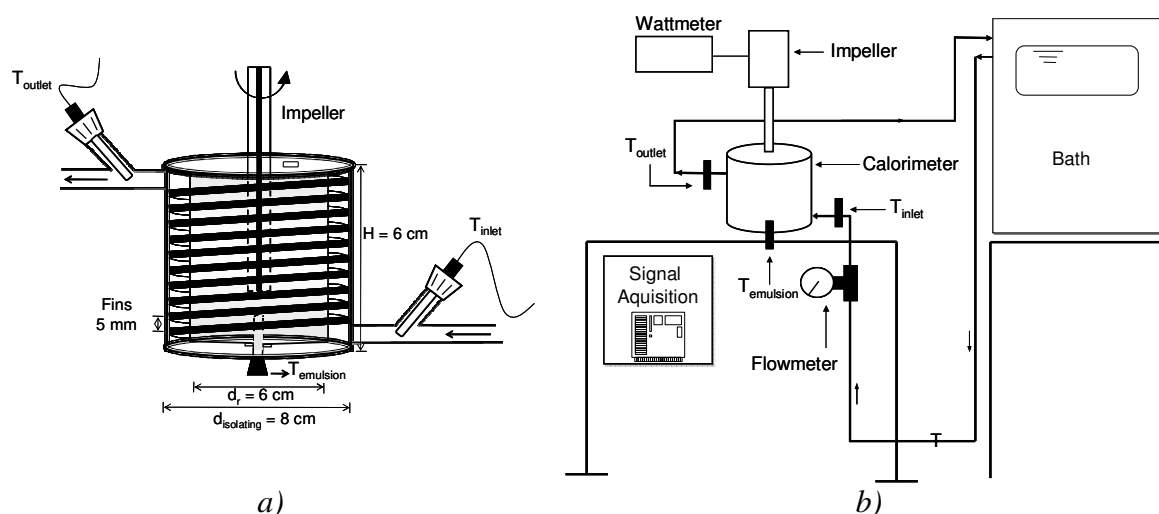 T_outlet
Impeller
H = 6 cm
T_inlet
Fins
5 mm
T_emulsion
d_r = 6 cm
d_isolating = 8 cm
a)
Wattmeter
Impeller
T_outlet
Calorimeter
Bath
T_inlet
Signal
Aquisition
T_emulsion
Flowmeter
T
b)